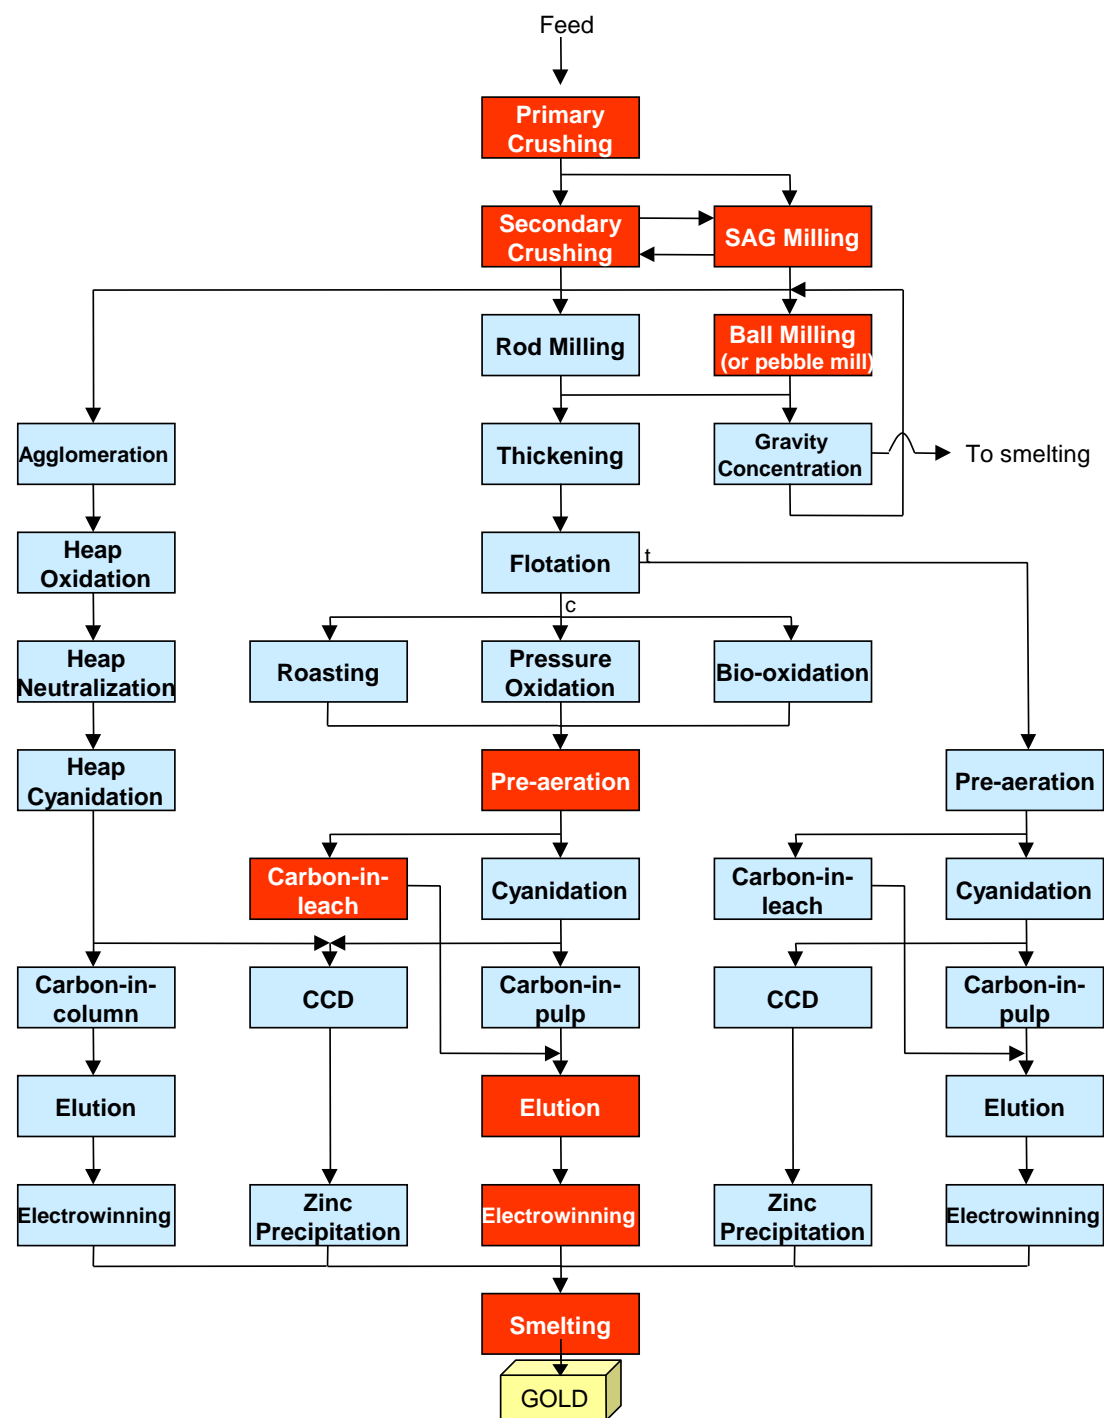 Feed
Primary
Crushing
Secondary
Crushing
SAG Milling
Rod Milling
Ball Milling
(or pebble mill)
Agglomeration
Thickening
Gravity
Concentration
To smelting
Heap
Oxidation
Flotation
t
c
Heap
Neutralization
Roasting
Pressure
Oxidation
Bio-oxidation
Heap
Cyanidation
Pre-aeration
Pre-aeration
Carbon-in-
leach
Cyanidation
Carbon-in-
leach
Cyanidation
Carbon-in-
column
CCD
Carbon-in-
pulp
CCD
Carbon-in-
pulp
Elution
Elution
Elution
Electrowinning
Zinc
Precipitation
Electrowinning
Zinc
Precipitation
Electrowinning
Smelting
GOLD